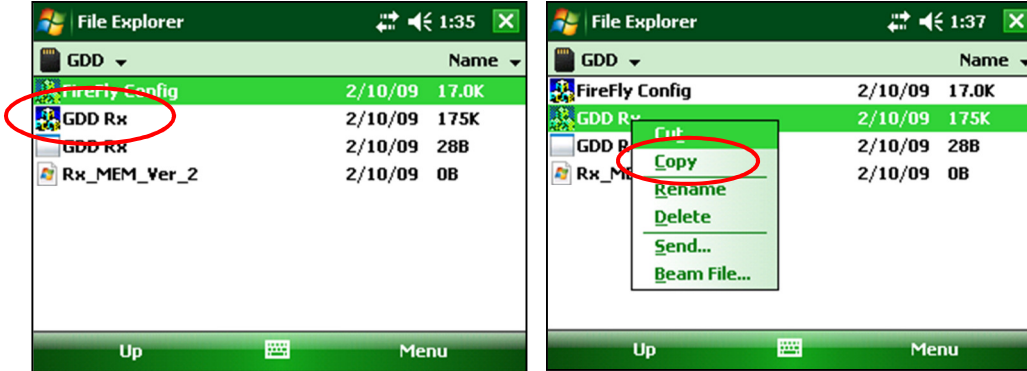 File Explorer 1:35
GDD Name
FireFly Config 2/10/09 17.0K
GDD Rx 2/10/09 175K
GDD Rx 2/10/09 28B
Rx_MEM_Ver_2 2/10/09 0B
Up Menu
File Explorer 1:37
GDD Name
FireFly Config 2/10/09 17.0K
GDD Rx 2/10/09 175K
GDD 2/10/09 28B
2/10/09 0B
Cut
Copy
Rename
Delete
Send...
Beam File...
Up Menu